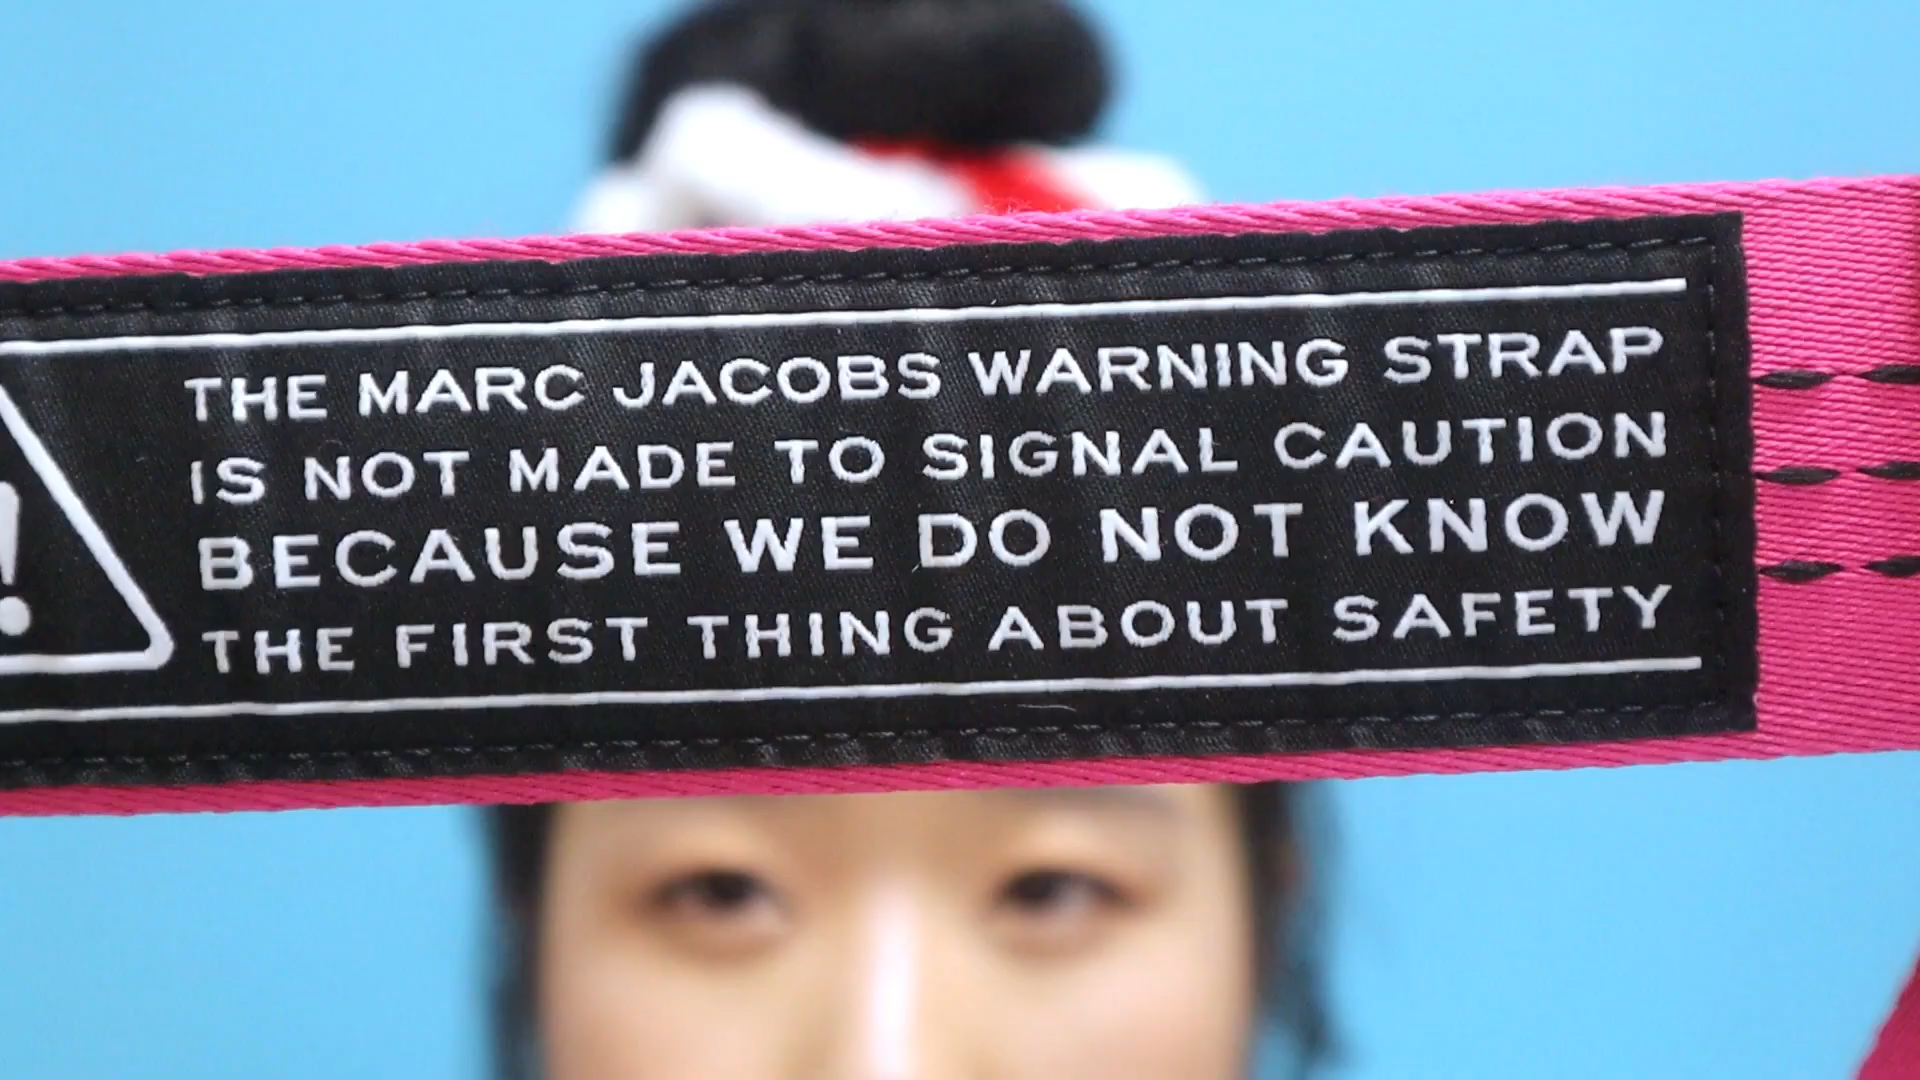 THE MARC JACOBS WARNING STRAP
IS NOT MADE TO SIGNAL CAUTION
BECAUSE WE DO NOT KNOW
THE FIRST THING ABOUT SAFETY